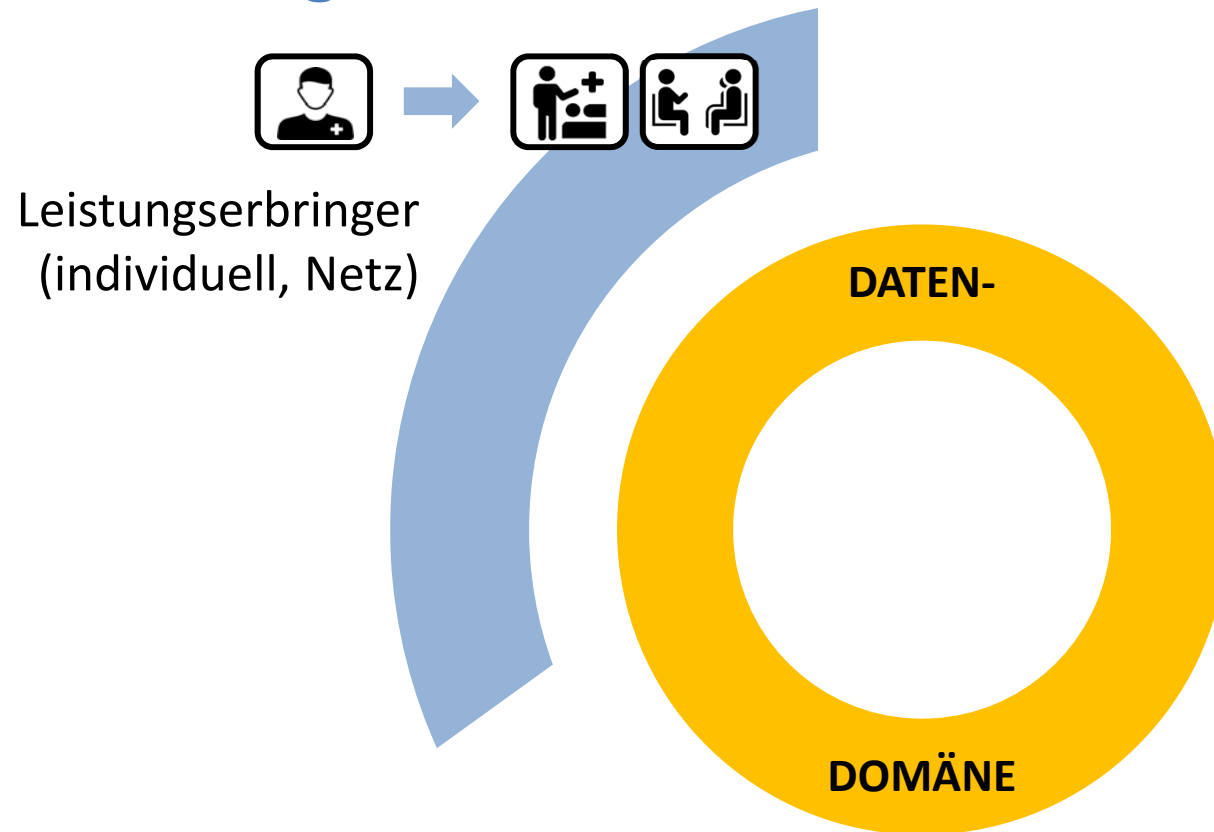 Leistungserbringer
(individuell, Netz)
DATEN-
DOMÄNE